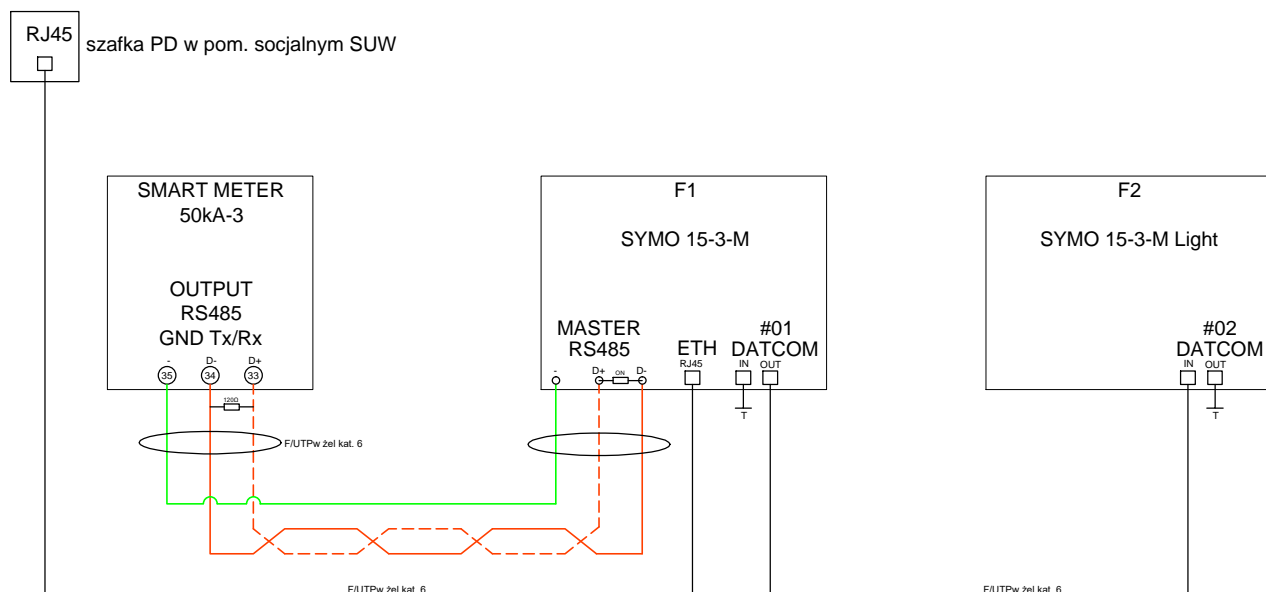 RJ45
szafka PD w pom. socjalnym SUW
SMART METER
50kA-3
OUTPUT
RS485
GND Tx/Rx
- D- D+
35 34 33
120Ω
F/UTPw żel kat. 6
F1
SYMO 15-3-M
MASTER
RS485
- D+ ON D-
ETH
RJ45
#01
DATCOM
IN OUT
T
F2
SYMO 15-3-M Light
#02
DATCOM
IN OUT
T
F/UTPw żel kat. 6
F/UTPw żel kat. 6